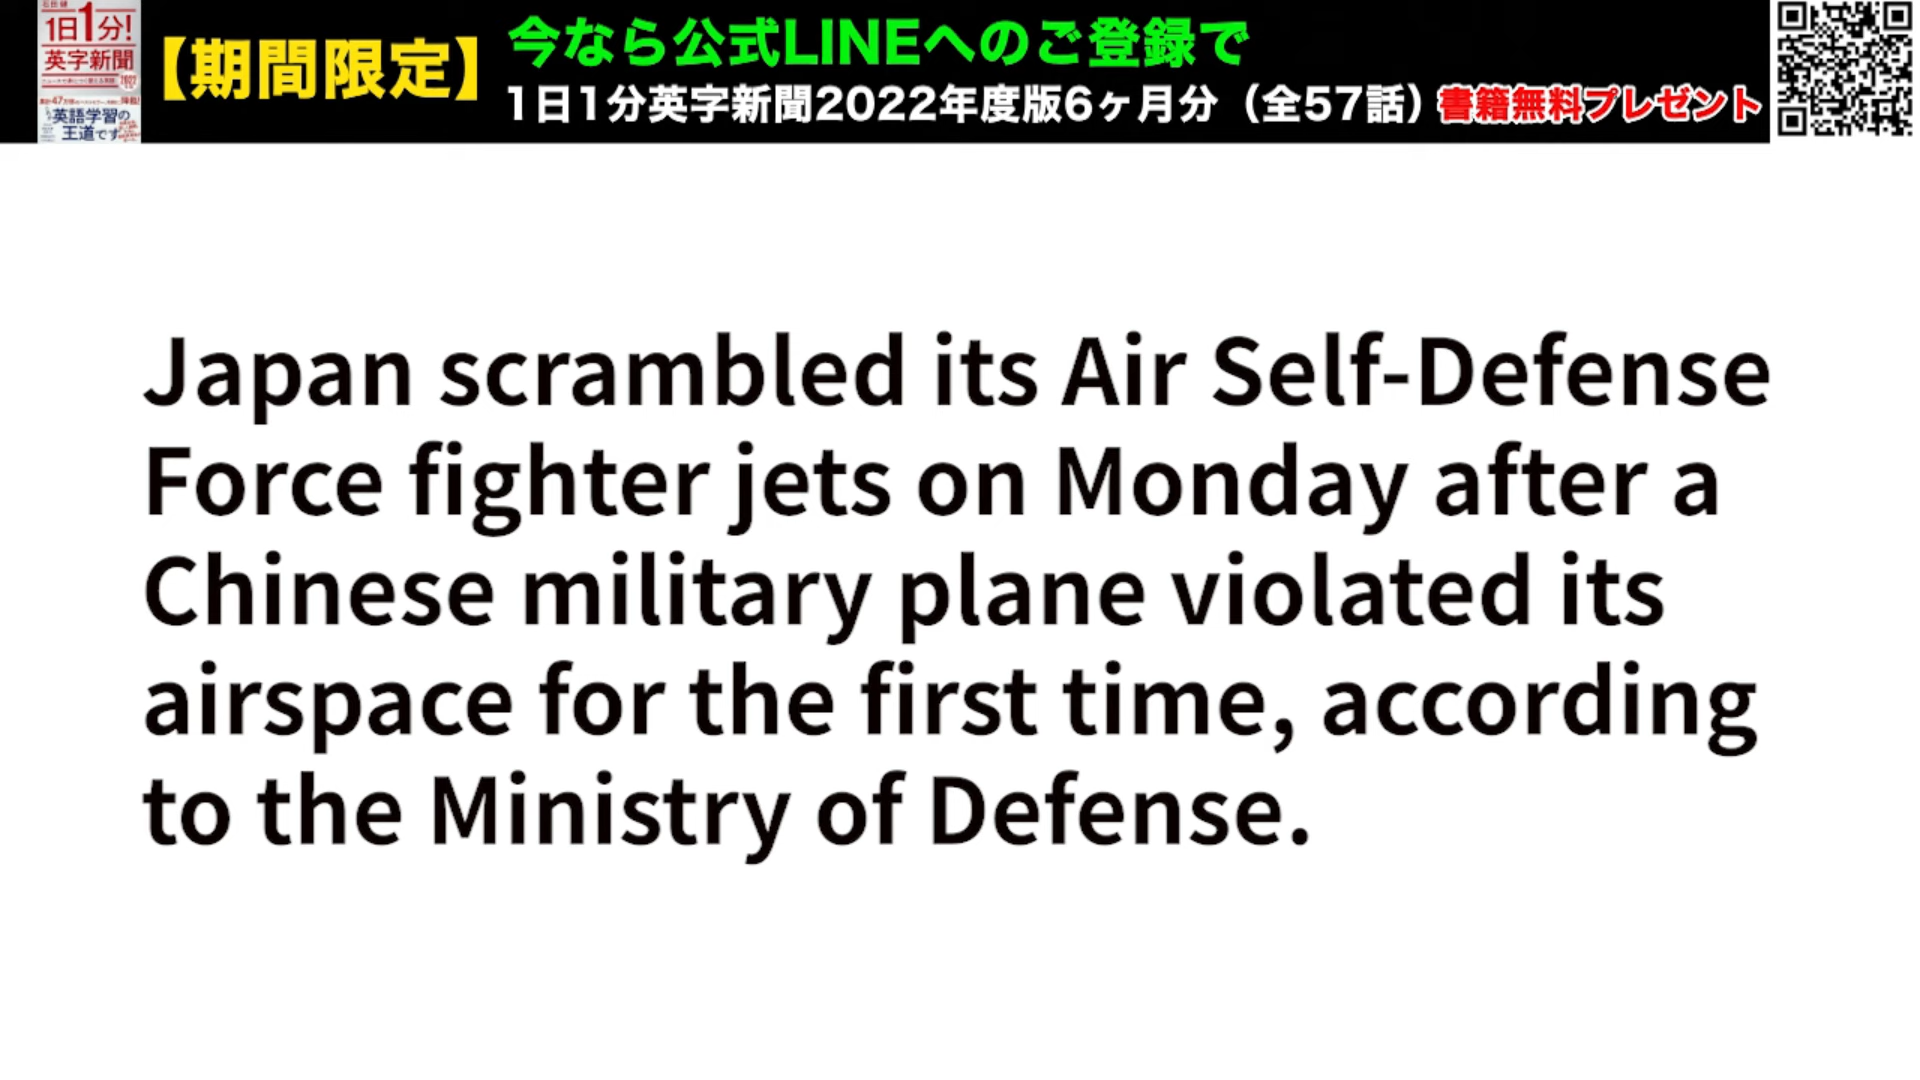 1日1分!
英字新聞
語学習の
王道です
【期間限定】
今なら公式LINEへのご登録で
1日1分英字新聞2022年度版6ヶ月分（全57話）書籍無料プレゼント
Japan scrambled its Air Self-Defense
Force fighter jets on Monday after a
Chinese military plane violated its
airspace for the first time, according
to the Ministry of Defense.